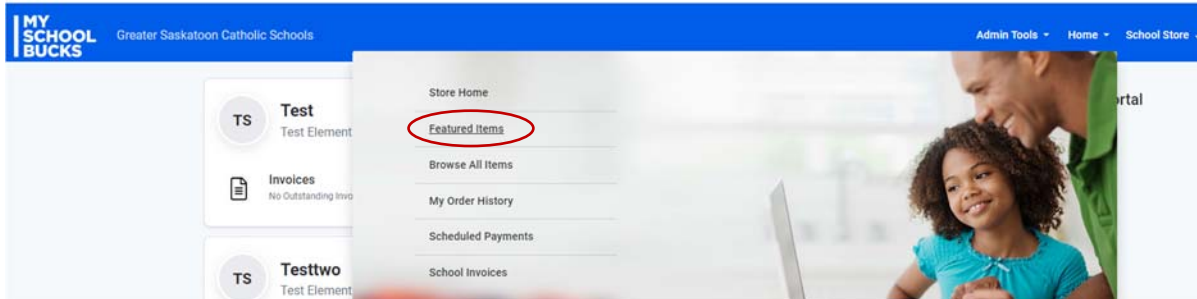 MY
SCHOOL
BUCKS
Greater Saskatoon Catholic Schools
Admin Tools
Home
School Store
TS
Test
Test Element
Invoices
No Outstanding Invo
TS
Testtwo
Test Element
Store Home
Featured Items
Browse All Items
My Order History
Scheduled Payments
School Invoices
rtal